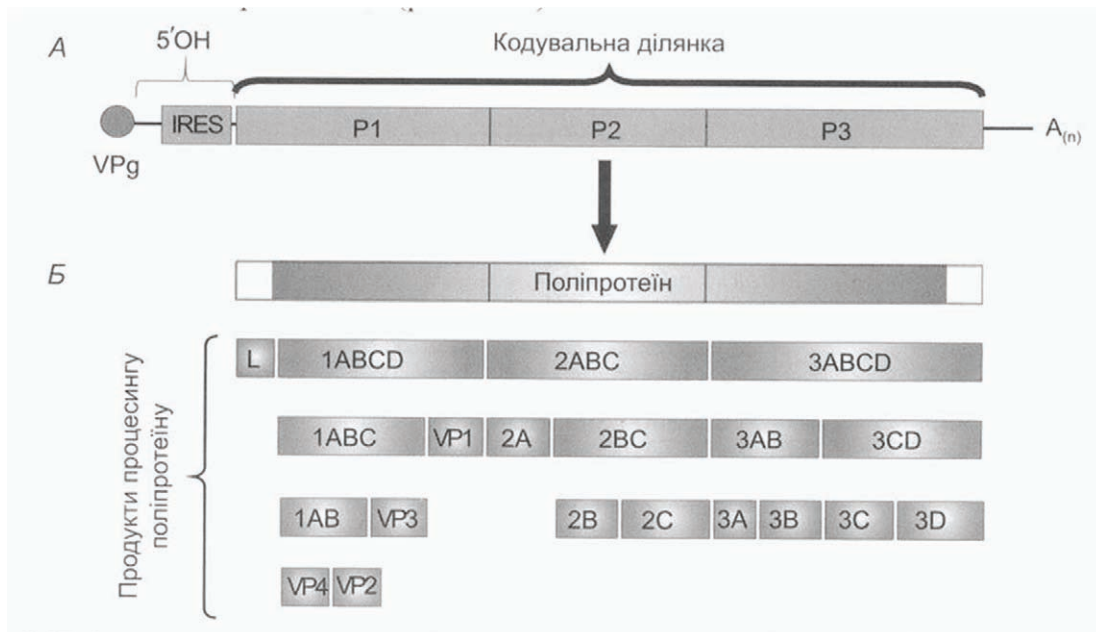 А
5′ОН
Кодувальна ділянка
VPg
IRES
P1
P2
P3
A(n)
Б
Поліпротеїн
Продукти процесингу
поліпротеїну
L
1ABCD
2ABC
3ABCD
1ABC
VP1
2A
2BC
3AB
3CD
1AB
VP3
2B
2C
3A
3B
3C
3D
VP4
VP2